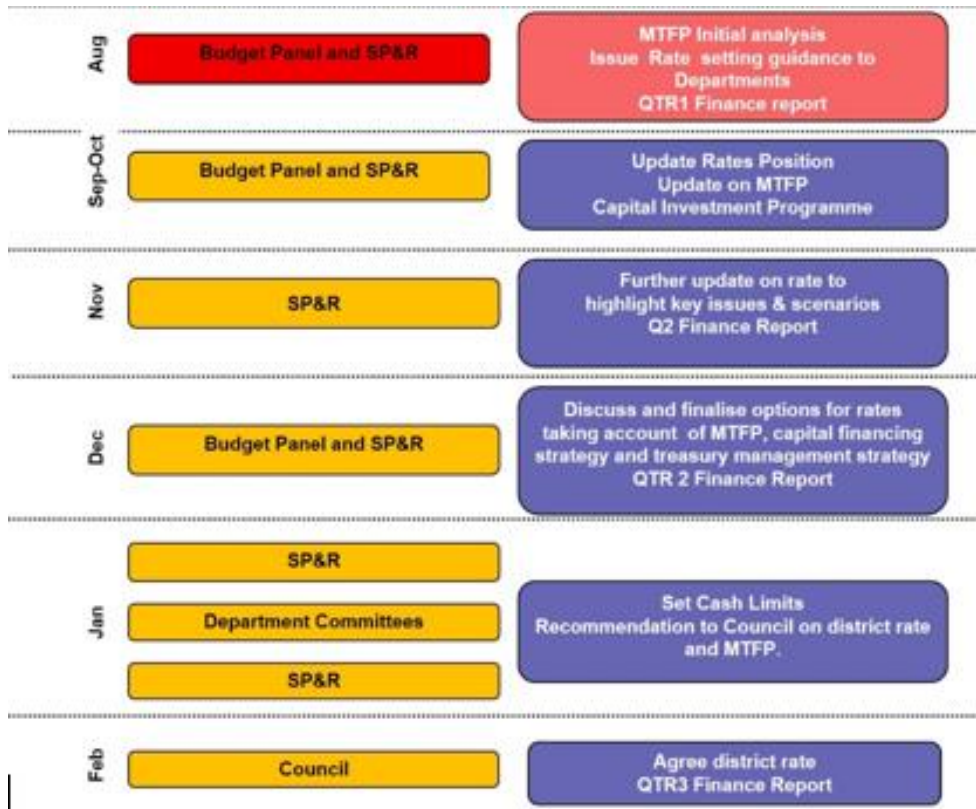 Aug
Budget Panel and SP&R
MTFP Initial analysis
Issue Rate setting guidance to
Departments
QTR1 Finance report
Sep-Oct
Budget Panel and SP&R
Update Rates Position
Update on MTFP
Capital Investment Programme
Nov
SP&R
Further update on rate to
highlight key issues & scenarios
Q2 Finance Report
Dec
Budget Panel and SP&R
Discuss and finalise options for rates
taking account of MTFP, capital financing
strategy and treasury management strategy
QTR 2 Finance Report
Jan
SP&R
Department Committees
SP&R
Set Cash Limits
Recommendation to Council on district rate
and MTFP.
Feb
Council
Agree district rate
QTR3 Finance Report